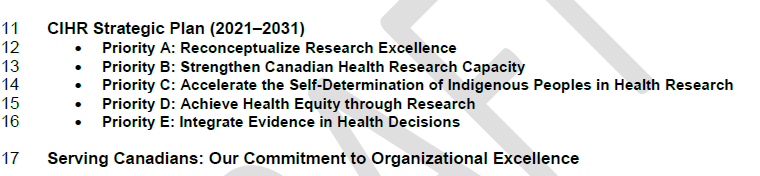 11 CIHR Strategic Plan (2021–2031)
12 • Priority A: Reconceptualize Research Excellence
13 • Priority B: Strengthen Canadian Health Research Capacity
14 • Priority C: Accelerate the Self-Determination of Indigenous Peoples in Health Research
15 • Priority D: Achieve Health Equity through Research
16 • Priority E: Integrate Evidence in Health Decisions
17 Serving Canadians: Our Commitment to Organizational Excellence